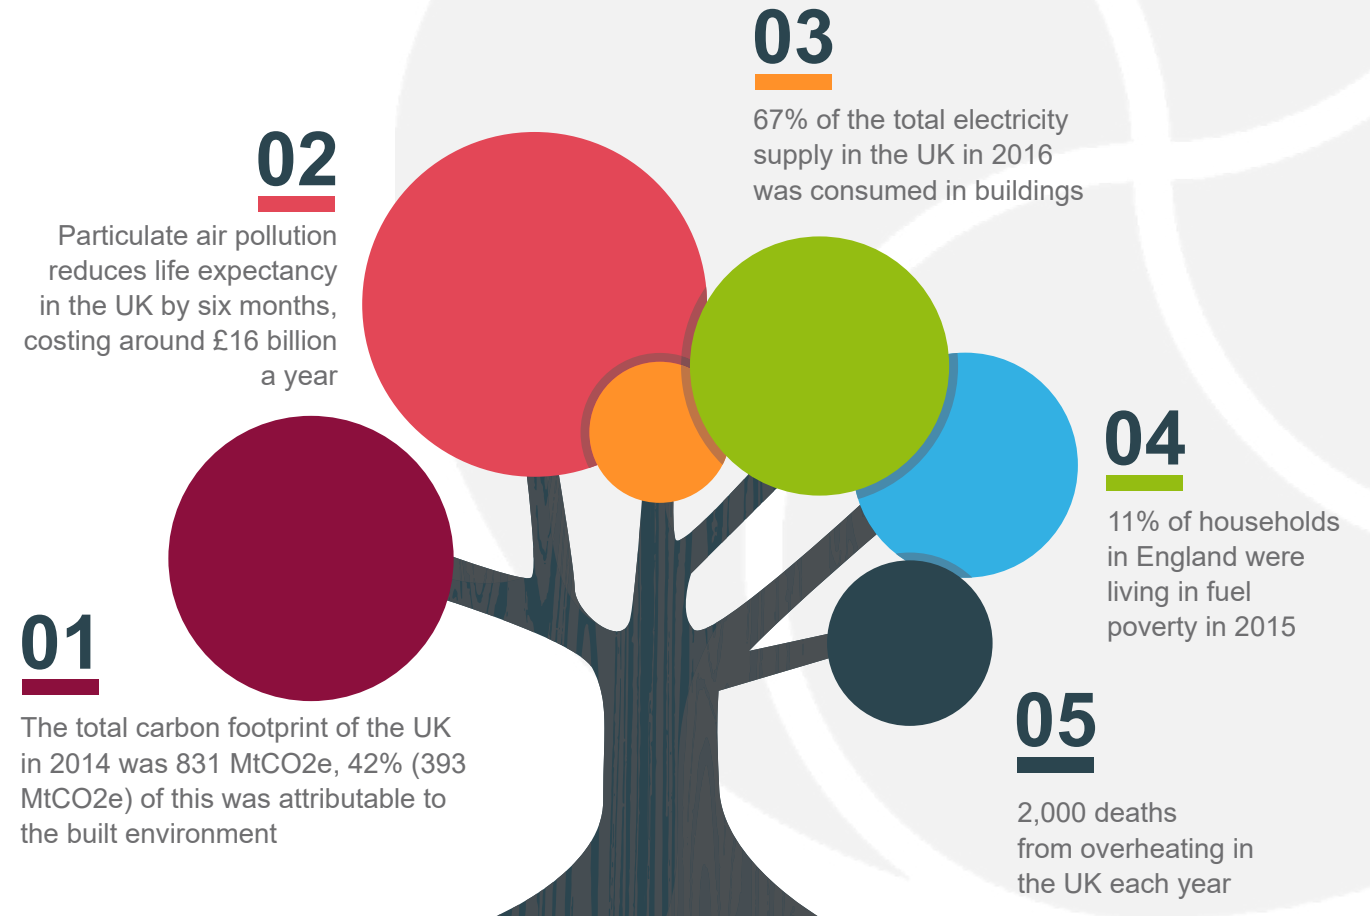 01
The total carbon footprint of the UK
in 2014 was 831 MtCO2e, 42% (393
MtCO2e) of this was attributable to
the built environment
02
Particulate air pollution
reduces life expectancy
in the UK by six months,
costing around £16 billion
a year
03
67% of the total electricity
supply in the UK in 2016
was consumed in buildings
04
11% of households
in England were
living in fuel
poverty in 2015
05
2,000 deaths
from overheating in
the UK each year